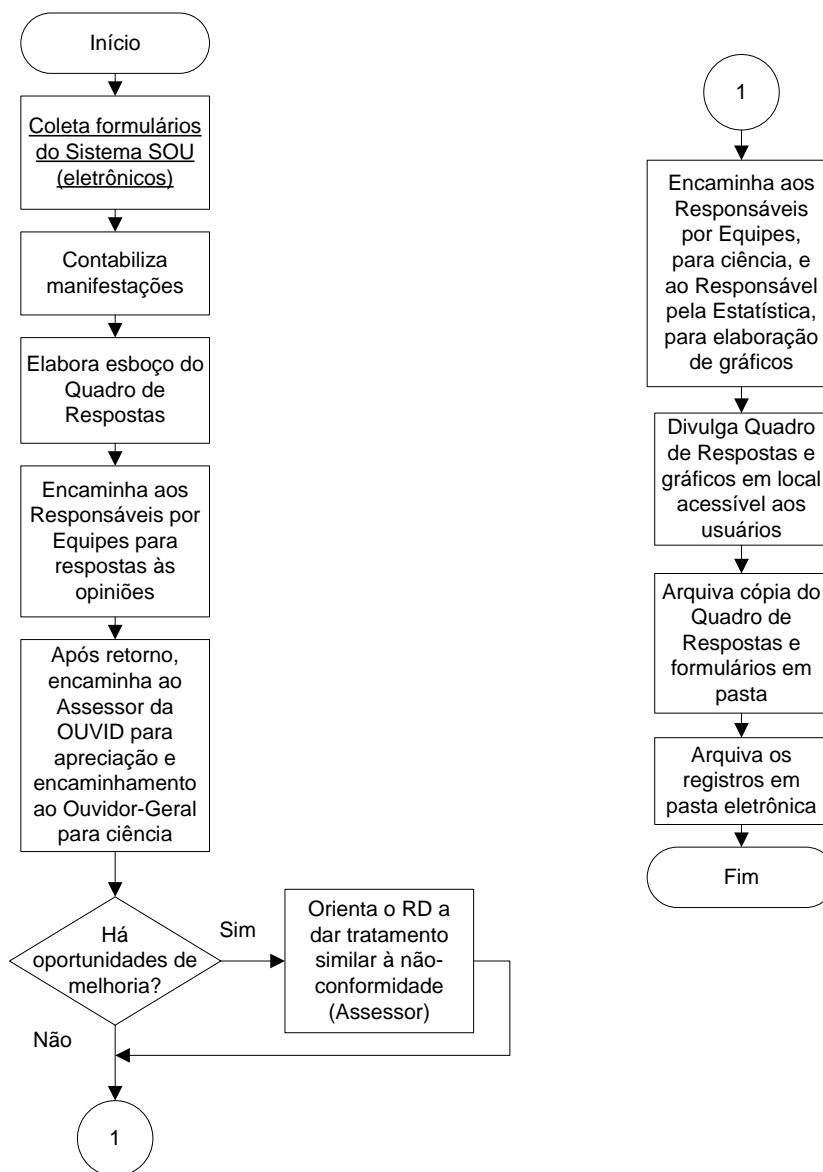 Início
Coleta formulários
do Sistema SOU
(eletrônicos)
Contabiliza
manifestações
Elabora esboço do
Quadro de
Respostas
Encaminha aos
Responsáveis por
Equipes para
respostas às
opiniões
Após retorno,
encaminha ao
Assessor da
OUVID para
apreciação e
encaminhamento
ao Ouvidor-Geral
para ciência
Há
oportunidades de
melhoria?
Sim
Orienta o RD a
dar tratamento
similar à não-
conformidade
(Assessor)
Não
1
1
Encaminha aos
Responsáveis
por Equipes,
para ciência, e
ao Responsável
pela Estatística,
para elaboração
de gráficos
Divulga Quadro
de Respostas e
gráficos em local
acessível aos
usuários
Arquiva cópia do
Quadro de
Respostas e
formulários em
pasta
Arquiva os
registros em
pasta eletrônica
Fim